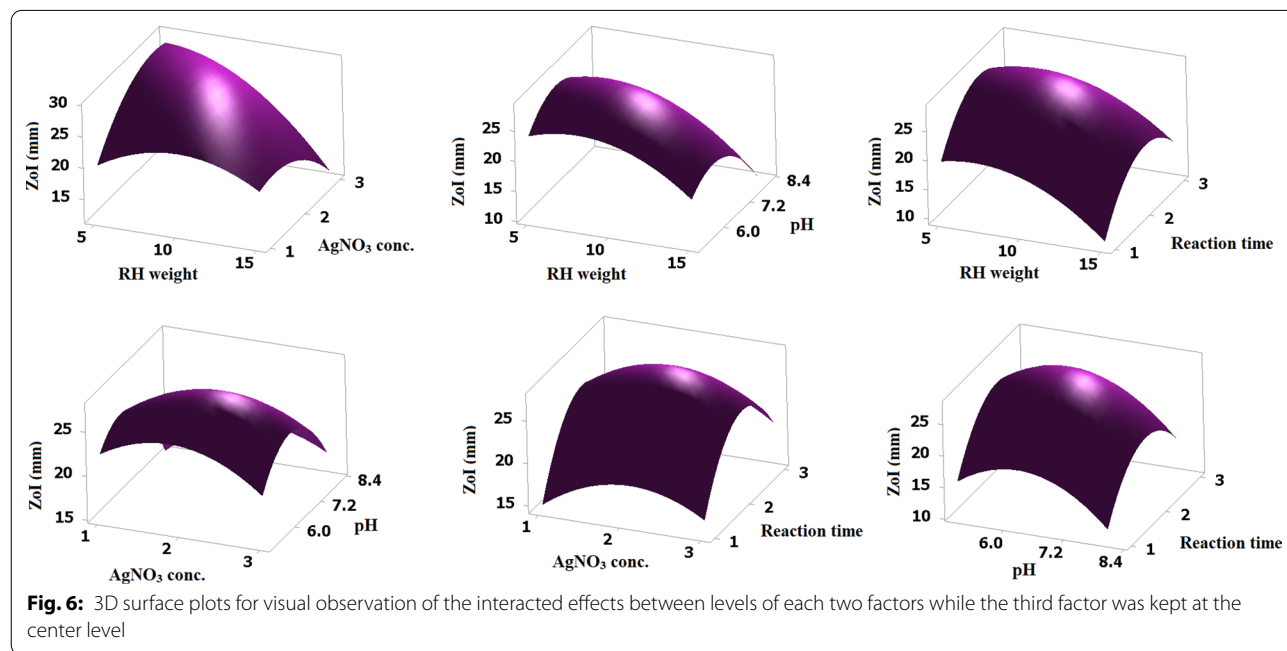 30
25
20
15
ZoI (mm)
5
10
15
RH weight
1
2
3
AgNO₃ conc.
25
20
15
10
ZoI (mm)
5
10
15
RH weight
6.0
7.2
8.4
pH
25
20
15
10
ZoI (mm)
5
10
15
RH weight
1
2
3
Reaction time
25
20
15
ZoI (mm)
1
2
3
AgNO₃ conc.
6.0
7.2
8.4
pH
25
20
15
ZoI (mm)
1
2
3
AgNO₃ conc.
1
2
3
Reaction time
25
20
15
10
ZoI (mm)
6.0
7.2
8.4
pH
1
2
3
Reaction time
Fig. 6: 3D surface plots for visual observation of the interacted effects between levels of each two factors while the third factor was kept at the
center level